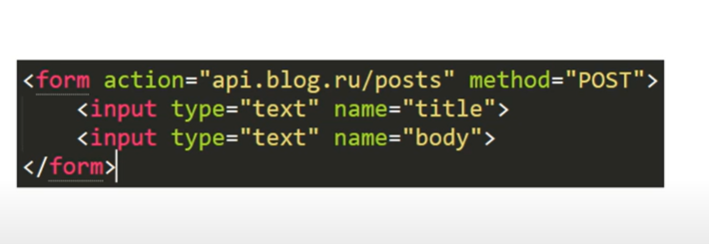 <form action="api.blog.ru/posts" method="POST">
    <input type="text" name="title">
    <input type="text" name="body">
</form>